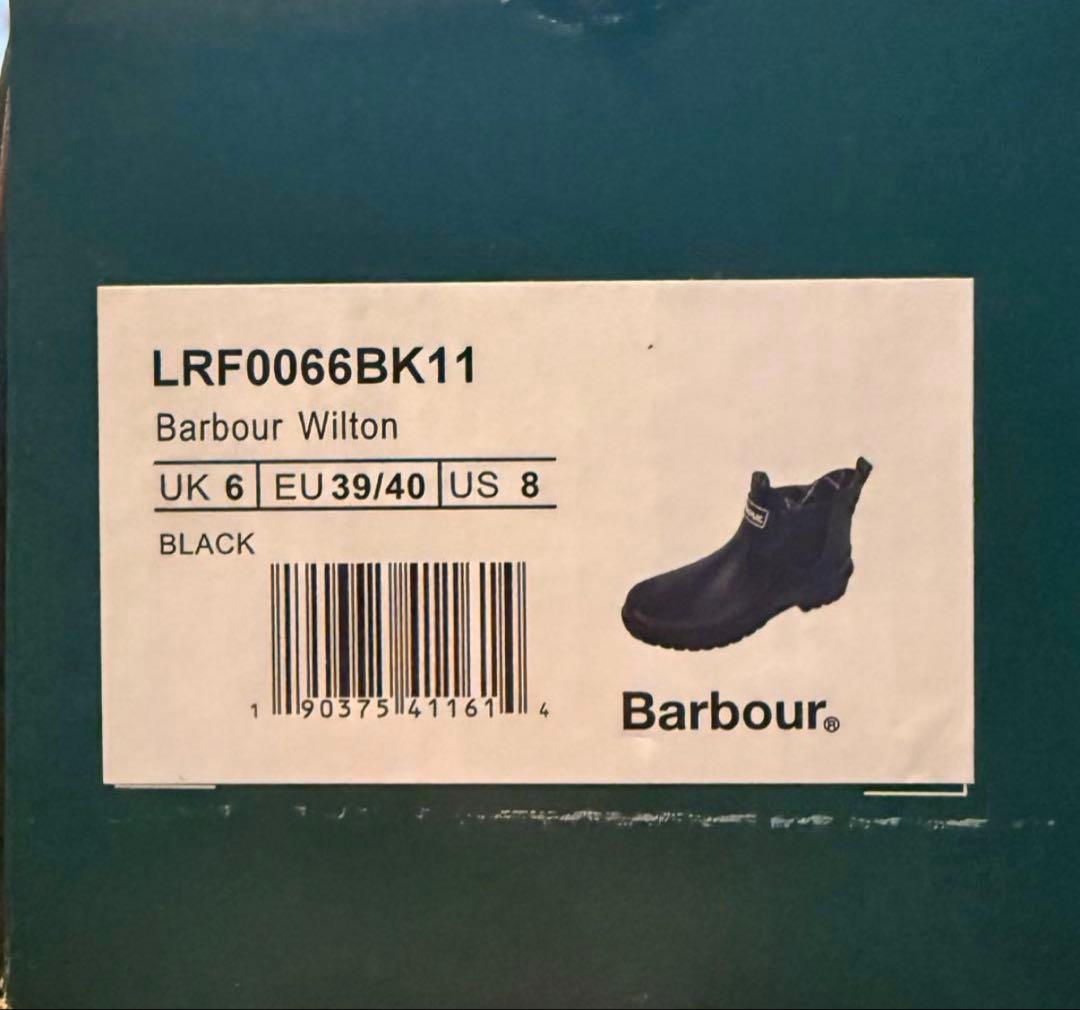 LRF0066BK11
Barbour Wilton
UK 6 EU 39/40 US 8
BLACK
1 90375 41161 4
Barbour®